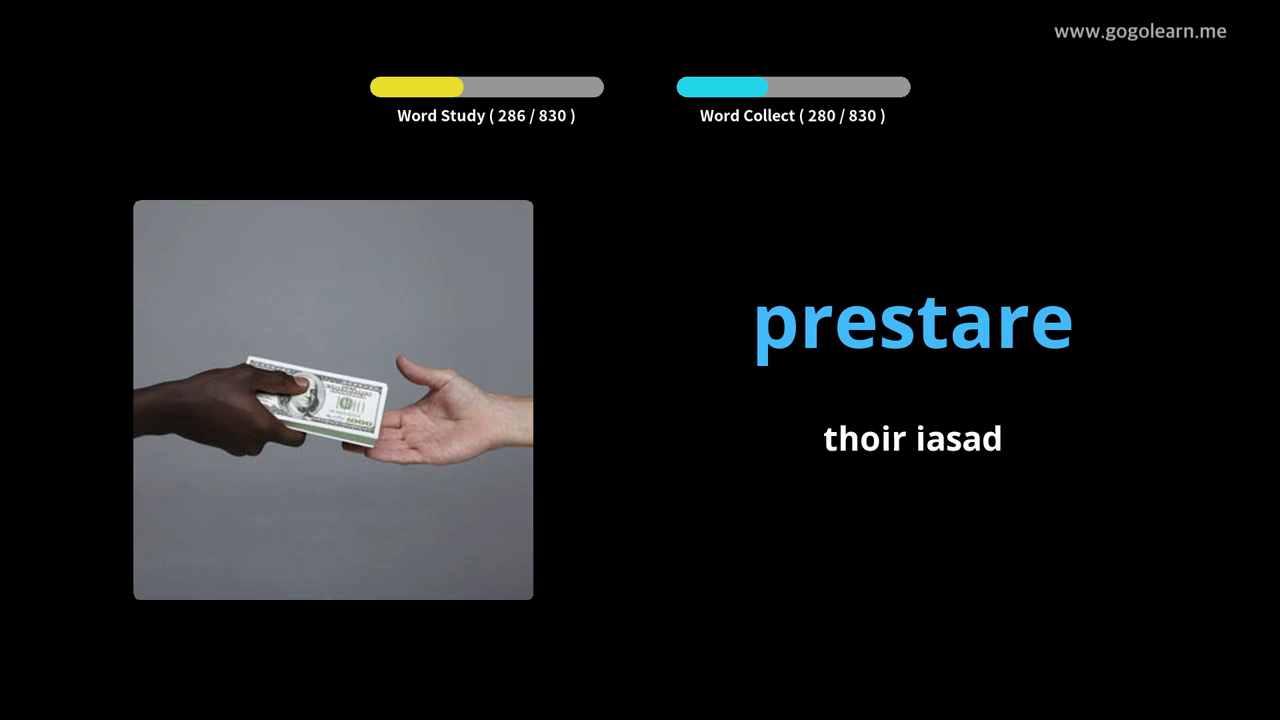 www.gogolearn.me
Word Study ( 286 / 830 )
Word Collect ( 280 / 830 )
prestare
thoir iasad